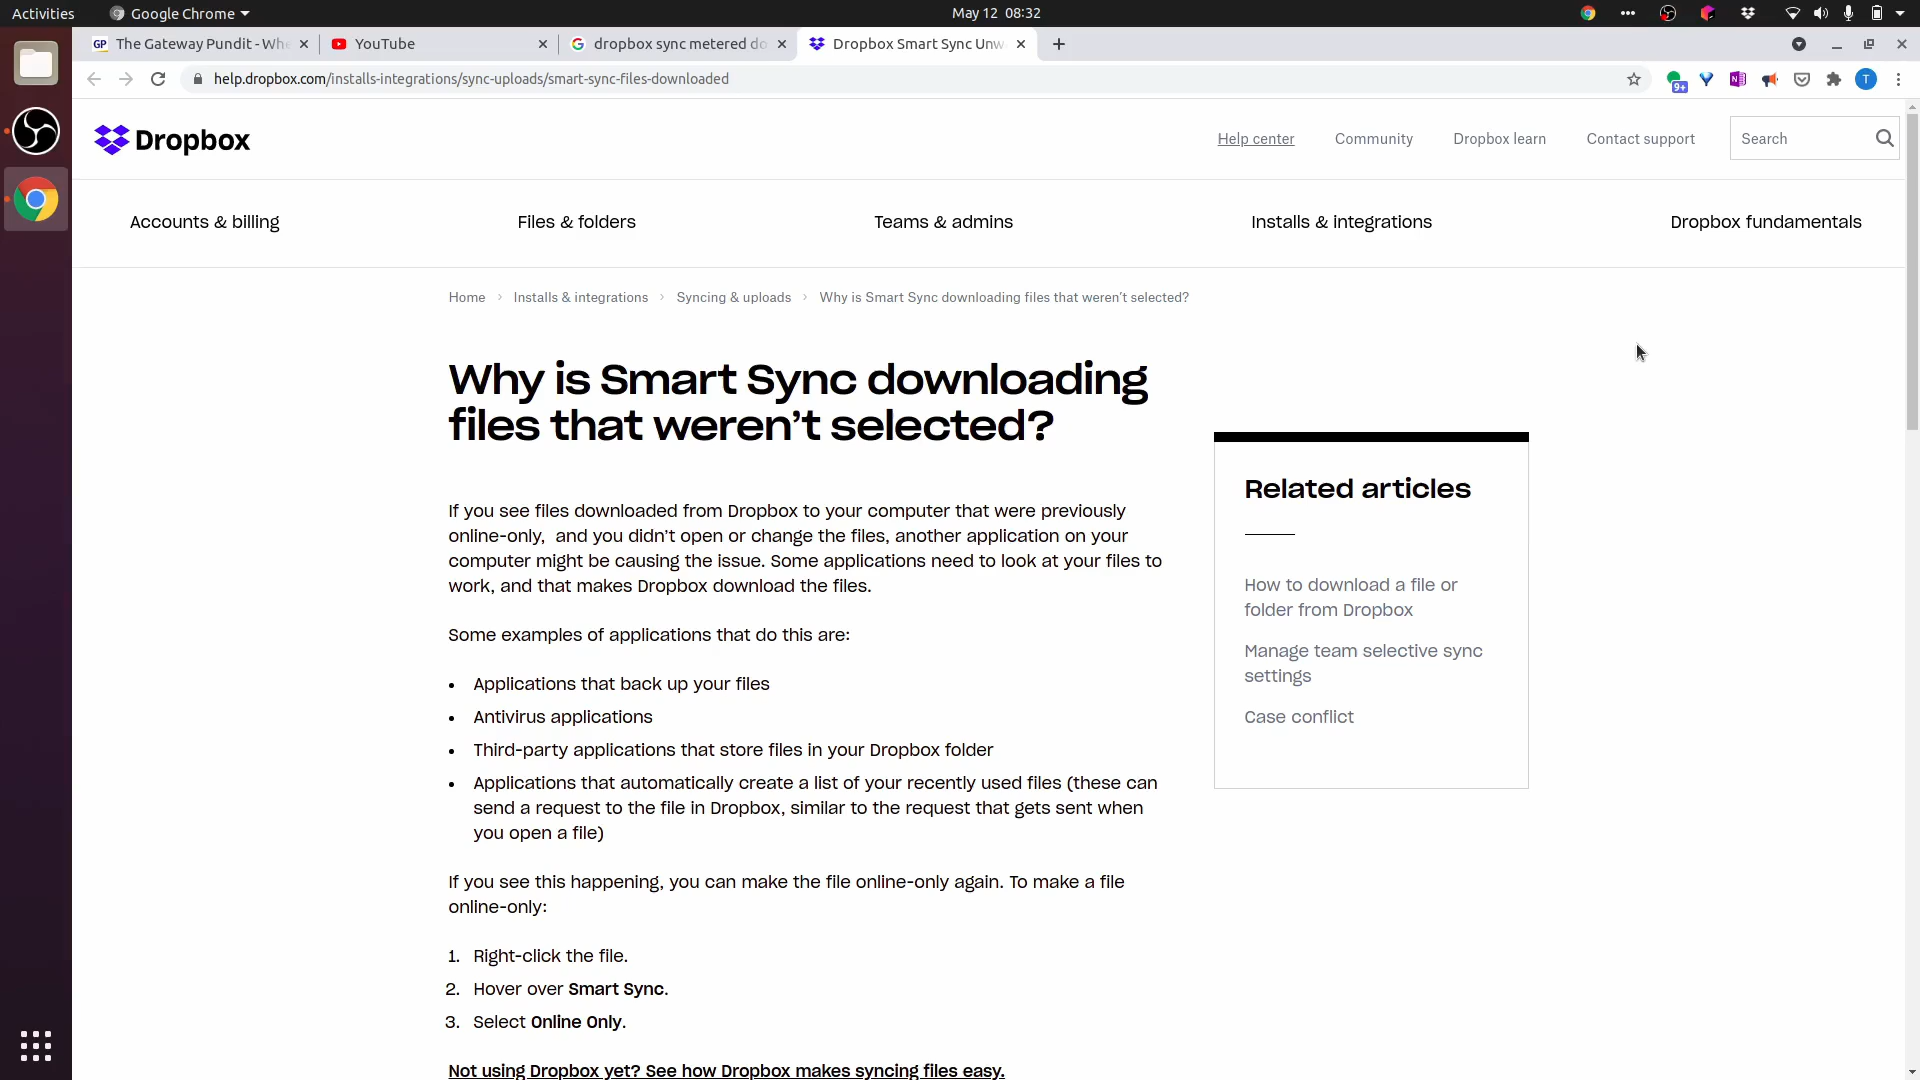 Activities
Google Chrome
May 12 08:32
GP The Gateway Pundit - Whe
YouTube
dropbox sync metered do
Dropbox Smart Sync Unw
help.dropbox.com/installs-integrations/sync-uploads/smart-sync-files-downloaded
9+
N
T
Dropbox
Help center
Community
Dropbox learn
Contact support
Search
Accounts & billing
Files & folders
Teams & admins
Installs & integrations
Dropbox fundamentals
Home › Installs & integrations › Syncing & uploads › Why is Smart Sync downloading files that weren't selected?
Why is Smart Sync downloading
files that weren’t selected?
If you see files downloaded from Dropbox to your computer that were previously
online-only, and you didn’t open or change the files, another application on your
computer might be causing the issue. Some applications need to look at your files to
work, and that makes Dropbox download the files.
Some examples of applications that do this are:
• Applications that back up your files
• Antivirus applications
• Third-party applications that store files in your Dropbox folder
• Applications that automatically create a list of your recently used files (these can
send a request to the file in Dropbox, similar to the request that gets sent when
you open a file)
If you see this happening, you can make the file online-only again. To make a file
online-only:
1. Right-click the file.
2. Hover over Smart Sync.
3. Select Online Only.
Not using Dropbox yet? See how Dropbox makes syncing files easy.
Related articles
How to download a file or
folder from Dropbox
Manage team selective sync
settings
Case conflict